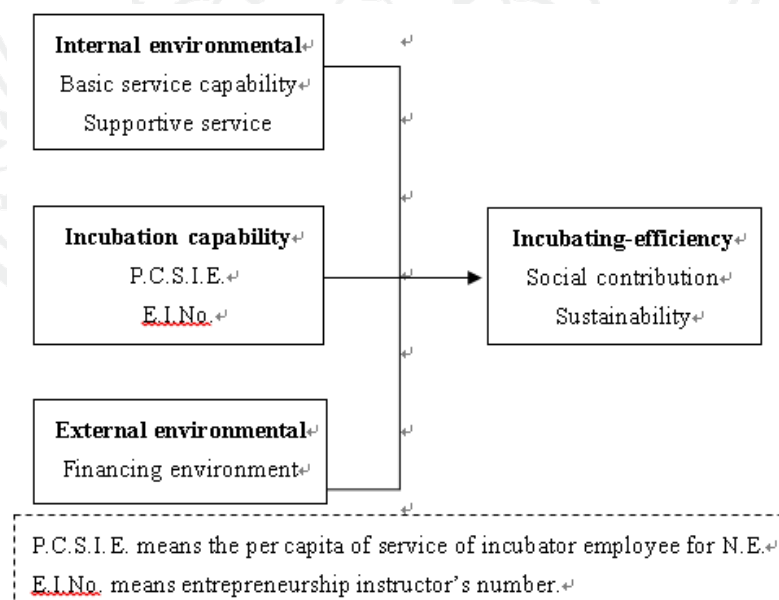 Internal environmental
Basic service capability
Supportive service
Incubation capability
P.C.S.I.E.
E.I.No.
External environmental
Financing environment
Incubating-efficiency
Social contribution
Sustainability
P.C.S.I.E. means the per capita of service of incubator employee for N.E.
E.I.No. means entrepreneurship instructor's number.